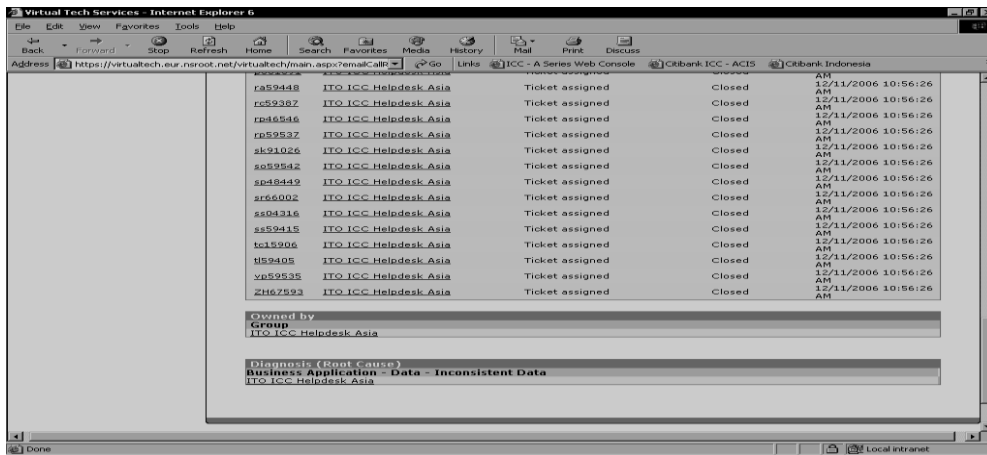 Virtual Tech Services - Internet Explorer 6
File Edit View Favorites Tools Help
Back Forward Stop Refresh Home Search Favorites Media History Mail Print Discuss
Address https://virtualtech.eur.nsroot.net/virtualtech/main.aspx?emailCallR Go Links ICC - A Series Web Console Citibank ICC - ACIS Citibank Indonesia
AM
ra59448 ITO ICC Helpdesk Asia Ticket assigned Closed 12/11/2006 10:56:26 AM
rc59387 ITO ICC Helpdesk Asia Ticket assigned Closed 12/11/2006 10:56:26 AM
rp46546 ITO ICC Helpdesk Asia Ticket assigned Closed 12/11/2006 10:56:26 AM
rp59537 ITO ICC Helpdesk Asia Ticket assigned Closed 12/11/2006 10:56:26 AM
sk91026 ITO ICC Helpdesk Asia Ticket assigned Closed 12/11/2006 10:56:26 AM
so59542 ITO ICC Helpdesk Asia Ticket assigned Closed 12/11/2006 10:56:26 AM
sp48449 ITO ICC Helpdesk Asia Ticket assigned Closed 12/11/2006 10:56:26 AM
sr66002 ITO ICC Helpdesk Asia Ticket assigned Closed 12/11/2006 10:56:26 AM
ss04316 ITO ICC Helpdesk Asia Ticket assigned Closed 12/11/2006 10:56:26 AM
ss59415 ITO ICC Helpdesk Asia Ticket assigned Closed 12/11/2006 10:56:26 AM
tc15906 ITO ICC Helpdesk Asia Ticket assigned Closed 12/11/2006 10:56:26 AM
tl59405 ITO ICC Helpdesk Asia Ticket assigned Closed 12/11/2006 10:56:26 AM
vp59535 ITO ICC Helpdesk Asia Ticket assigned Closed 12/11/2006 10:56:26 AM
ZH67593 ITO ICC Helpdesk Asia Ticket assigned Closed 12/11/2006 10:56:26 AM
Owned by
Group
ITO ICC Helpdesk Asia
Diagnosis (Root Cause)
Business Application - Data - Inconsistent Data
ITO ICC Helpdesk Asia
Done Local intranet